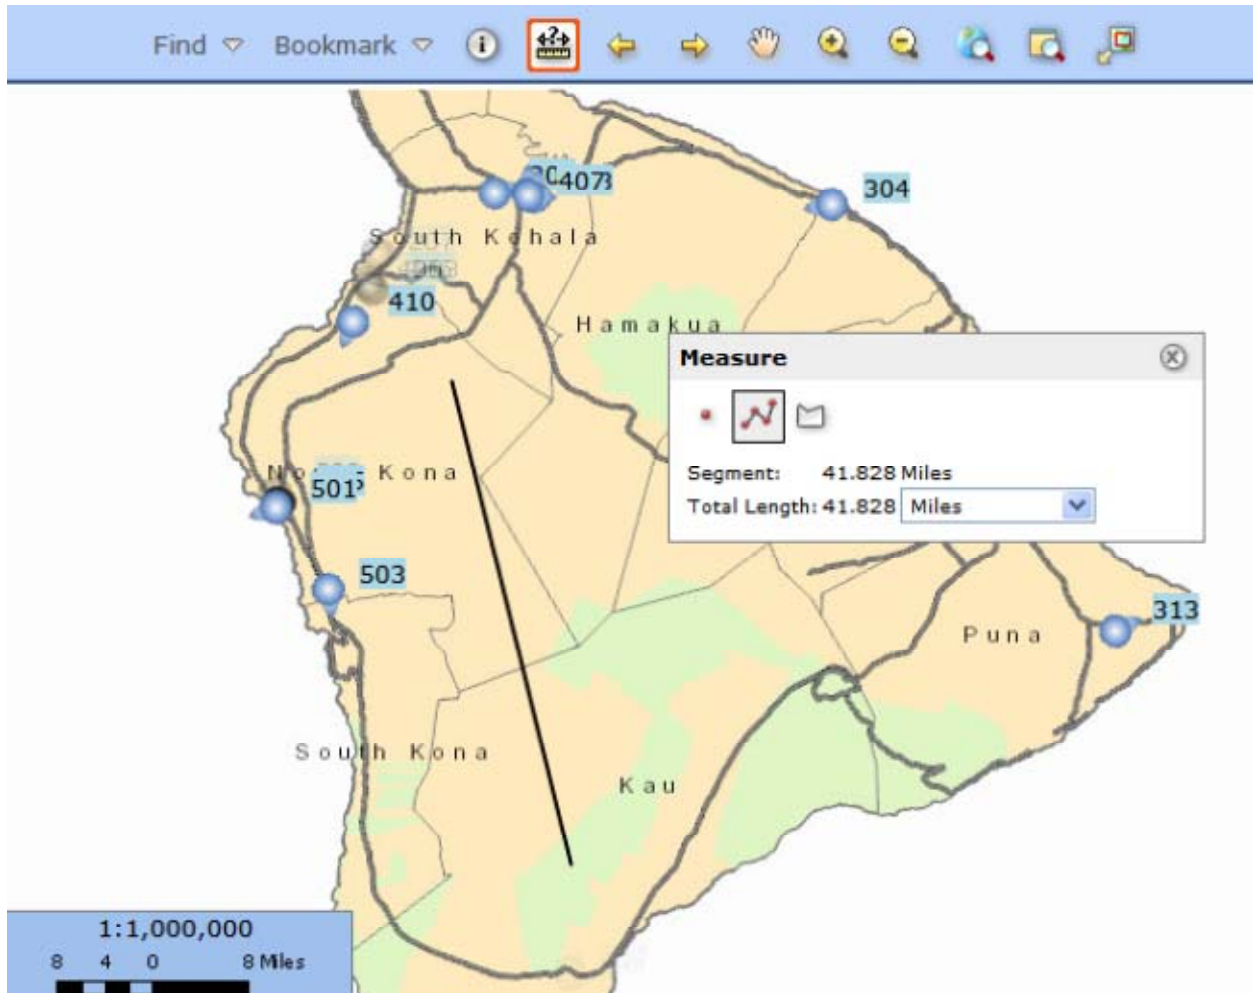 Find Bookmark
407
304
South Kohala
410
Hamakua
Measure
Segment: 41.828 Miles
Total Length: 41.828 Miles
Kona
501
503
313
Puna
South Kona
Kau
1:1,000,000
8 4 0 8 Miles